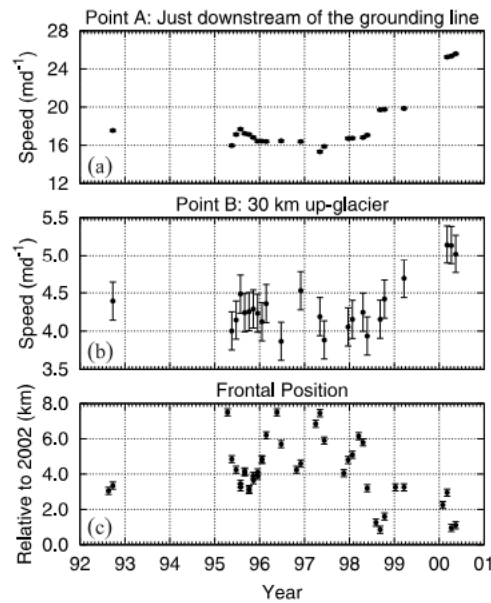 Point A: Just downstream of the grounding line
Speed (md⁻¹)
28
24
20
16
12
(a)
Point B: 30 km up-glacier
Speed (md⁻¹)
5.5
5.0
4.5
4.0
3.5
(b)
Frontal Position
Relative to 2002 (km)
8.0
6.0
4.0
2.0
0.0
(c)
92 93 94 95 96 97 98 99 00 01
Year